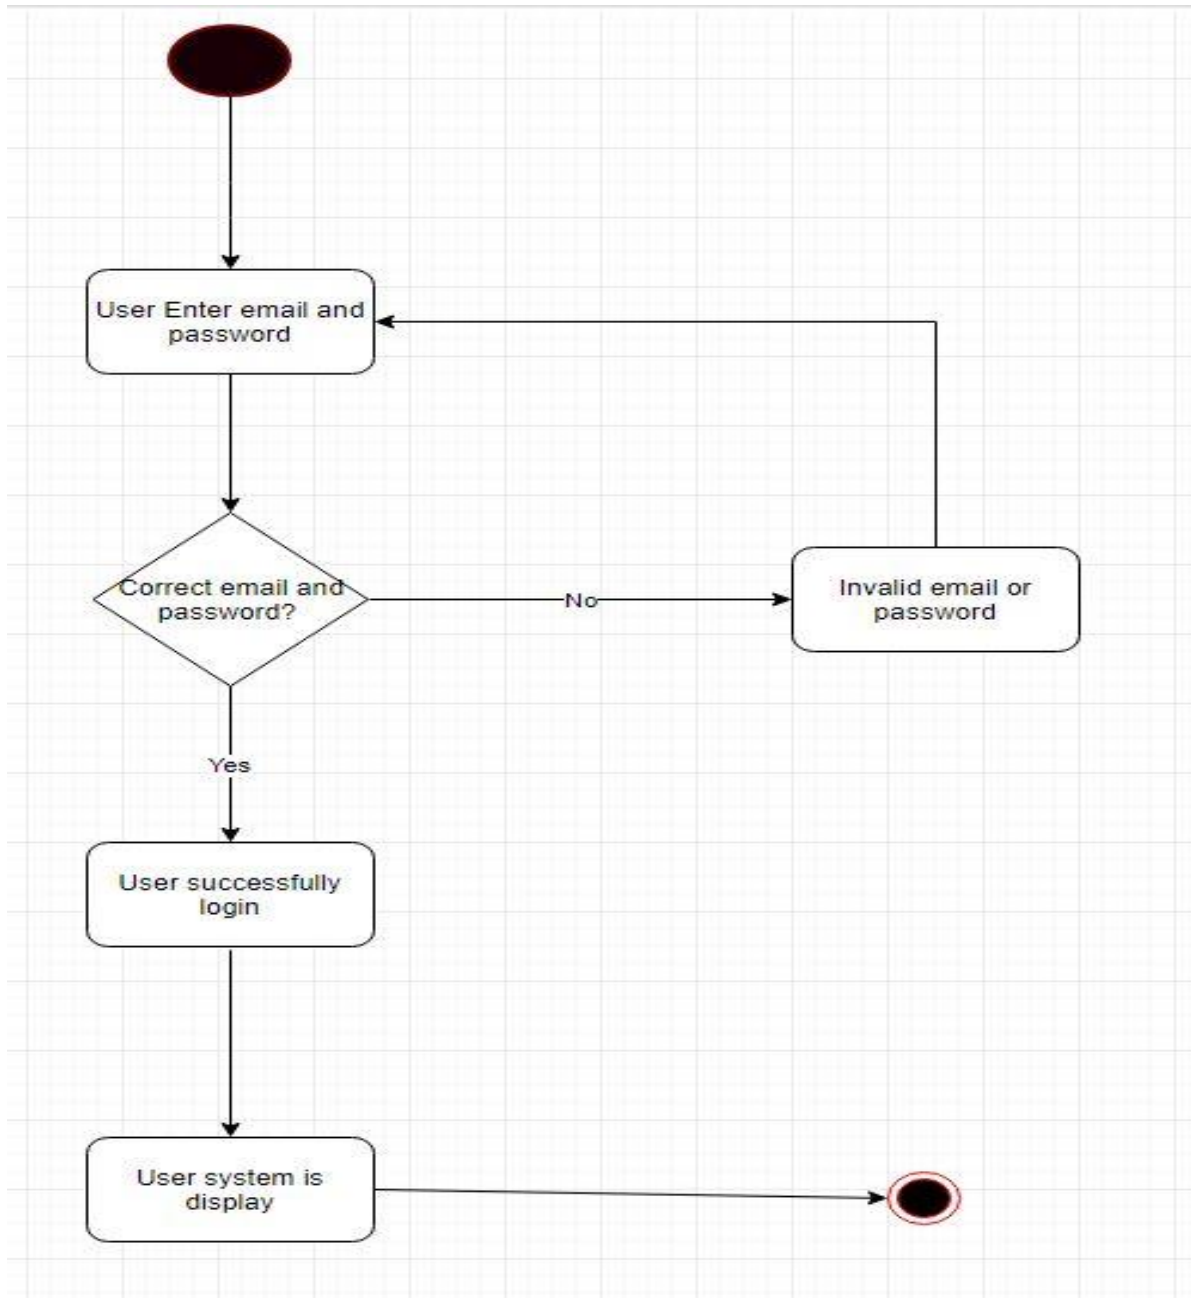 User Enter email and
password
Correct email and
password?
No
Invalid email or
password
Yes
User successfully
login
User system is
display